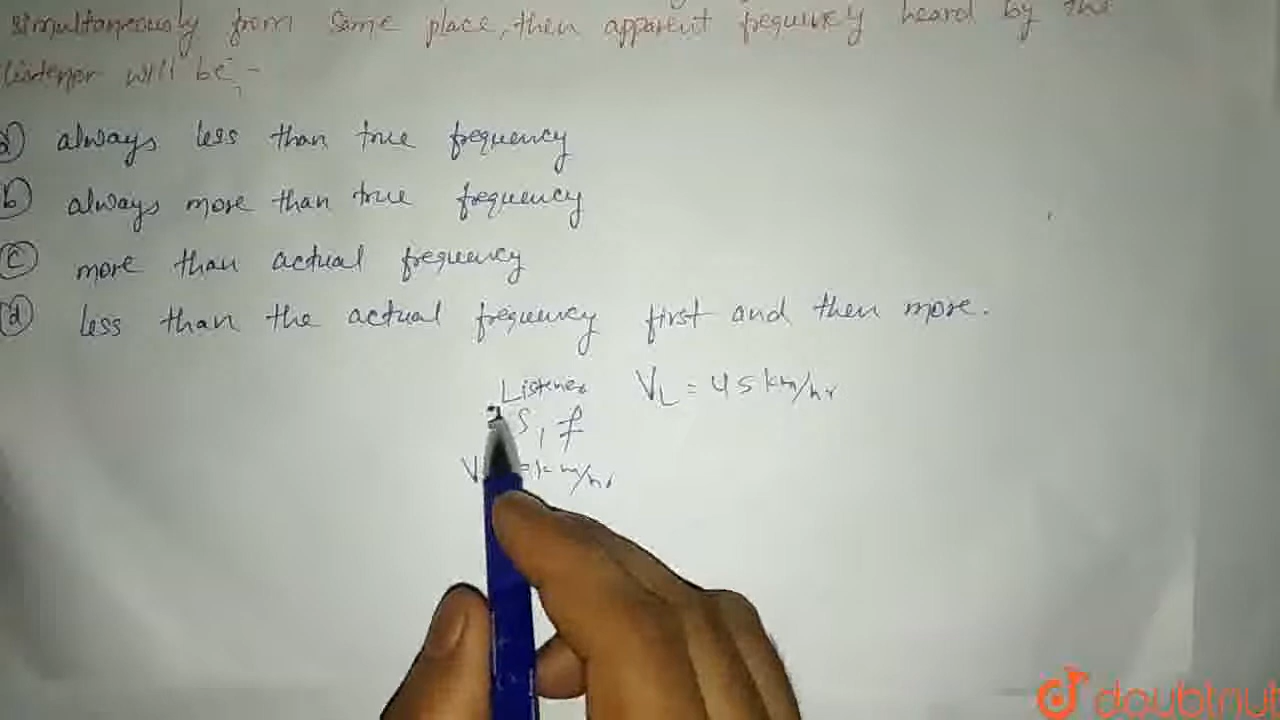 simultaneously from same place, then apparent frequency heard by the
listener will be,-
a) always less than true frequency
b) always more than true frequency
c) more than actual frequency
d) less than the actual frequency first and then more.
Listener VL = 45 km/hr
S, f
km/hr
doubtnut